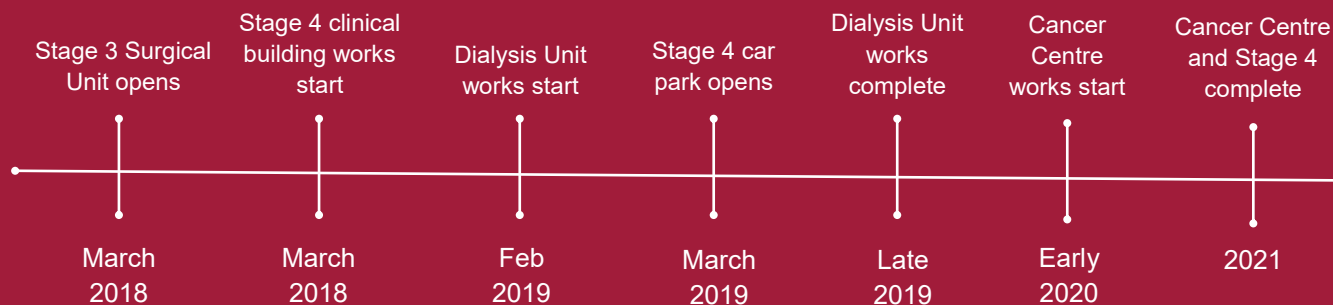 Stage 3 Surgical
Unit opens
Stage 4 clinical
building works
start
Dialysis Unit
works start
Stage 4 car
park opens
Dialysis Unit
works
complete
Cancer
Centre
works start
Cancer Centre
and Stage 4
complete
March
2018
March
2018
Feb
2019
March
2019
Late
2019
Early
2020
2021